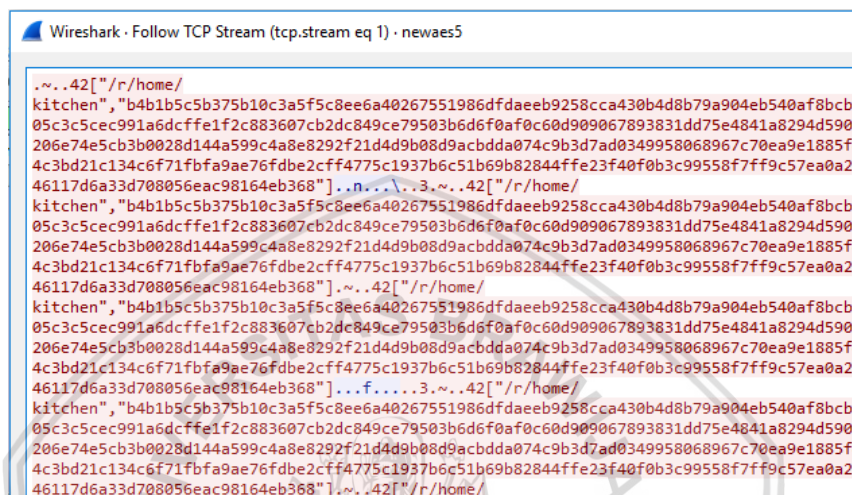 Wireshark · Follow TCP Stream (tcp.stream eq 1) · newaes5
.~..42["/r/home/
kitchen","b4b1b5c5b375b10c3a5f5c8ee6a40267551986dfdaeeb9258cca430b4d8b79a904eb540af8bcb
05c3c5cec991a6dcffe1f2c883607cb2dc849ce79503b6d6f0af0c60d909067893831dd75e4841a8294d590
206e74e5cb3b0028d144a599c4a8e8292f21d4d9b08d9acbdda074c9b3d7ad0349958068967c70ea9e1885f
4c3bd21c134c6f71fbfa9ae76fdbe2cff4775c1937b6c51b69b82844ffe23f40f0b3c99558f7ff9c57ea0a2
46117d6a33d708056eac98164eb368"]..n...\..3.~..42["/r/home/
kitchen","b4b1b5c5b375b10c3a5f5c8ee6a40267551986dfdaeeb9258cca430b4d8b79a904eb540af8bcb
05c3c5cec991a6dcffe1f2c883607cb2dc849ce79503b6d6f0af0c60d909067893831dd75e4841a8294d590
206e74e5cb3b0028d144a599c4a8e8292f21d4d9b08d9acbdda074c9b3d7ad0349958068967c70ea9e1885f
4c3bd21c134c6f71fbfa9ae76fdbe2cff4775c1937b6c51b69b82844ffe23f40f0b3c99558f7ff9c57ea0a2
46117d6a33d708056eac98164eb368"].~..42["/r/home/
kitchen","b4b1b5c5b375b10c3a5f5c8ee6a40267551986dfdaeeb9258cca430b4d8b79a904eb540af8bcb
05c3c5cec991a6dcffe1f2c883607cb2dc849ce79503b6d6f0af0c60d909067893831dd75e4841a8294d590
206e74e5cb3b0028d144a599c4a8e8292f21d4d9b08d9acbdda074c9b3d7ad0349958068967c70ea9e1885f
4c3bd21c134c6f71fbfa9ae76fdbe2cff4775c1937b6c51b69b82844ffe23f40f0b3c99558f7ff9c57ea0a2
46117d6a33d708056eac98164eb368"]...f.....3.~..42["/r/home/
kitchen","b4b1b5c5b375b10c3a5f5c8ee6a40267551986dfdaeeb9258cca430b4d8b79a904eb540af8bcb
05c3c5cec991a6dcffe1f2c883607cb2dc849ce79503b6d6f0af0c60d909067893831dd75e4841a8294d590
206e74e5cb3b0028d144a599c4a8e8292f21d4d9b08d9acbdda074c9b3d7ad0349958068967c70ea9e1885f
4c3bd21c134c6f71fbfa9ae76fdbe2cff4775c1937b6c51b69b82844ffe23f40f0b3c99558f7ff9c57ea0a2
46117d6a33d708056eac98164eb368"].~..42["/r/home/